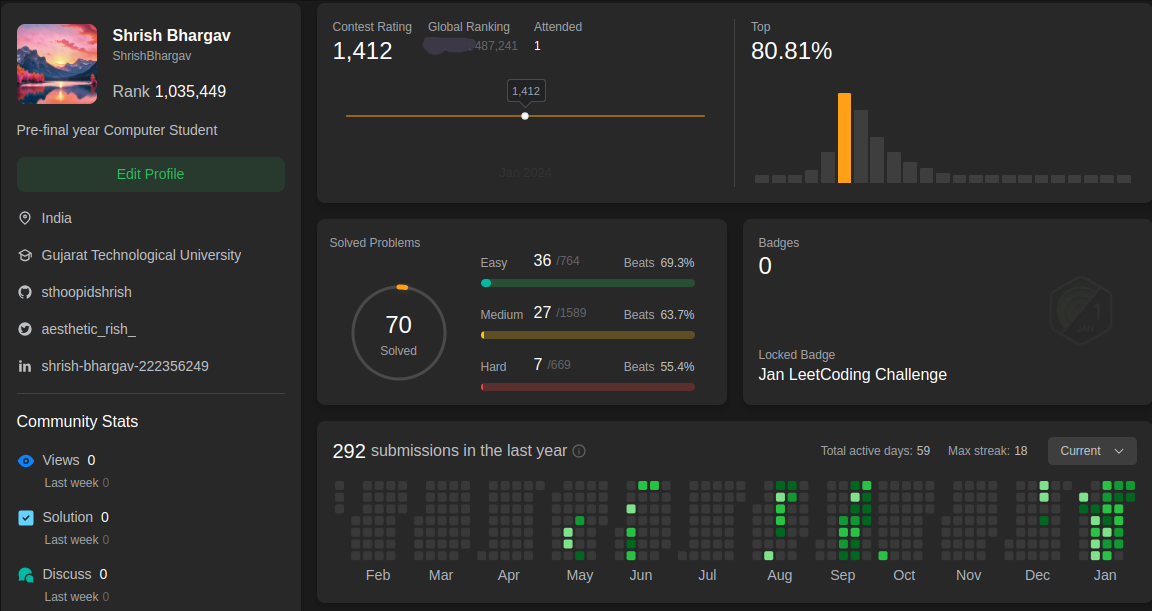 Shrish Bhargav
ShrishBhargav
Rank 1,035,449
Pre-final year Computer Student
Edit Profile
India
Gujarat Technological University
sthoopidshrish
aesthetic_rish_
shrish-bhargav-222356249
Community Stats
Views 0
Last week 0
Solution 0
Last week 0
Discuss 0
Last week 0
Contest Rating Global Ranking Attended
1,412 487,241 1
1,412
Jan 2024
Top
80.81%
Solved Problems
70
Solved
Easy 36 /764 Beats 69.3%
Medium 27 /1589 Beats 63.7%
Hard 7 /669 Beats 55.4%
Badges
0
1
JAN
Locked Badge
Jan LeetCoding Challenge
292 submissions in the last year
Total active days: 59 Max streak: 18 Current
Feb Mar Apr May Jun Jul Aug Sep Oct Nov Dec Jan